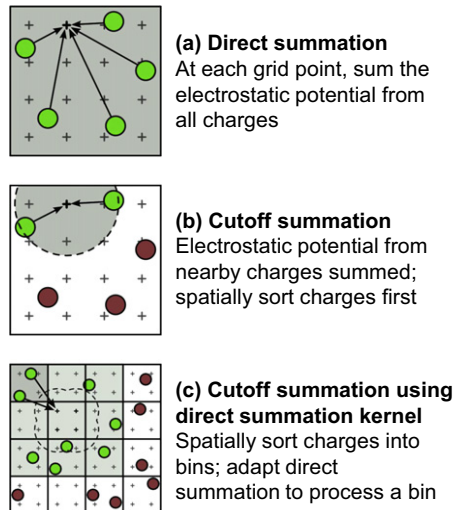 (a) Direct summation
At each grid point, sum the
electrostatic potential from
all charges
(b) Cutoff summation
Electrostatic potential from
nearby charges summed;
spatially sort charges first
(c) Cutoff summation using
direct summation kernel
Spatially sort charges into
bins; adapt direct
summation to process a bin